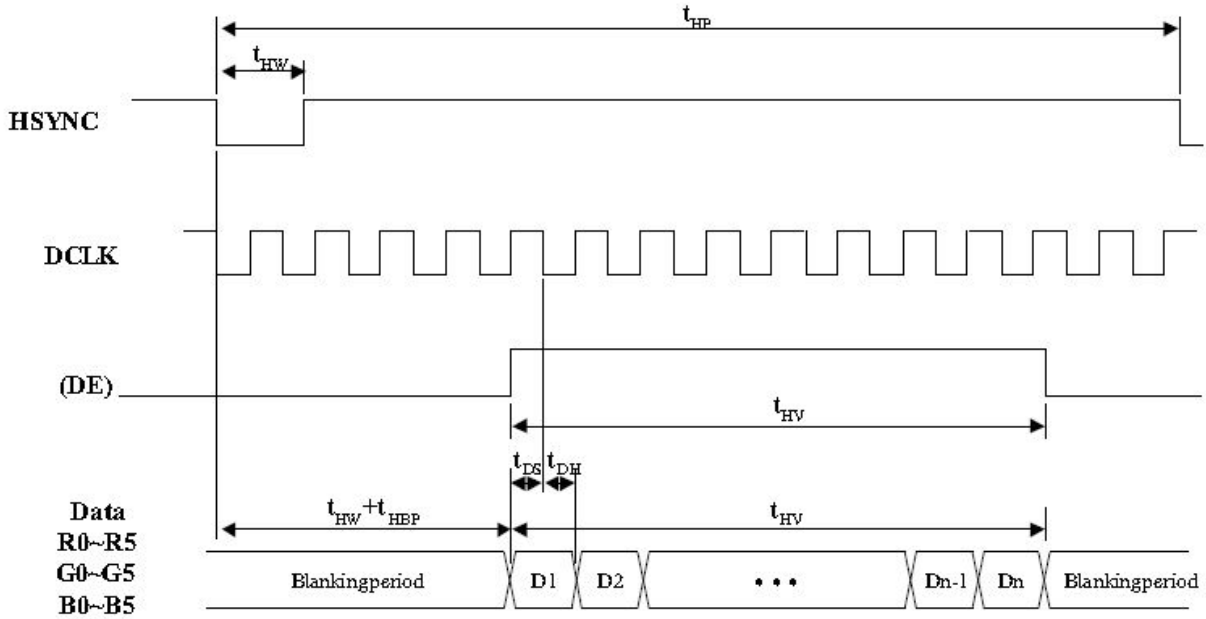 tHP
tHW
HSYNC
DCLK
(DE)
tHV
tDS tDH
tHW+tHBP
tHV
Data
R0~R5
G0~G5
B0~B5
Blankingperiod D1 D2 ••• Dn-1 Dn Blankingperiod